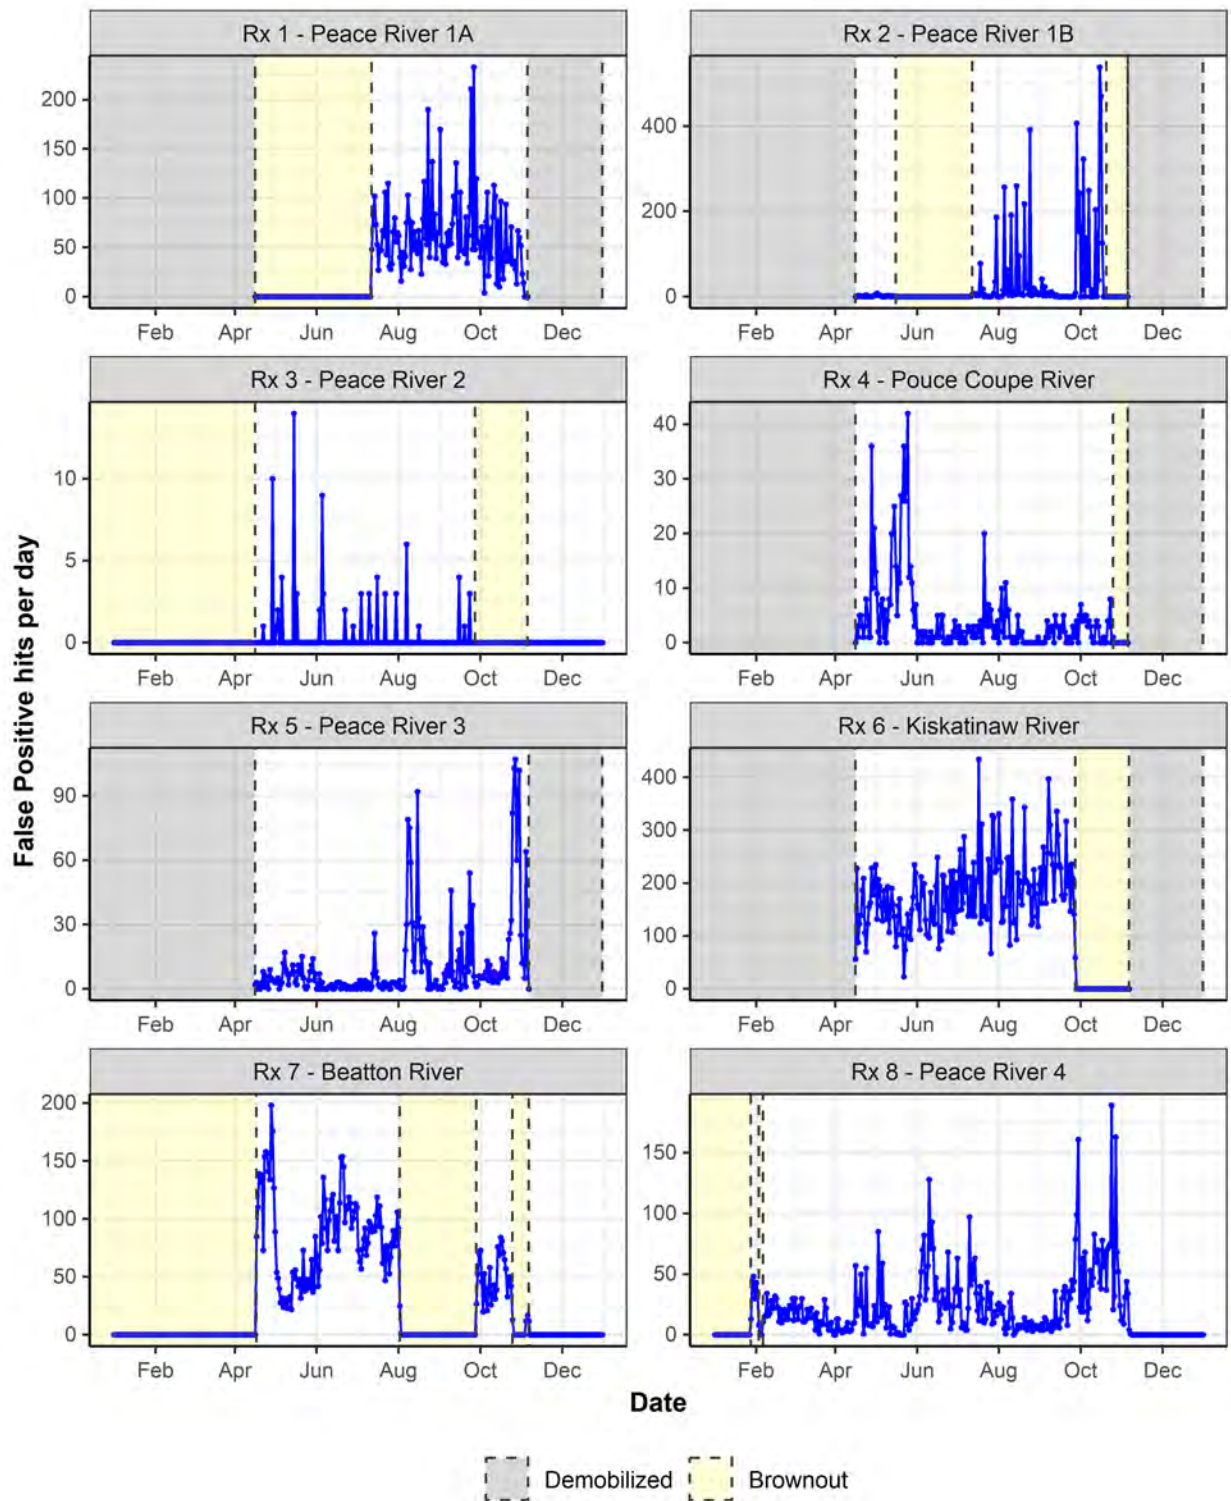 Rx 1 - Peace River 1A
Rx 2 - Peace River 1B
200
150
100
50
0
400
200
0
Feb Apr Jun Aug Oct Dec
Feb Apr Jun Aug Oct Dec
Rx 3 - Peace River 2
Rx 4 - Pouce Coupe River
10
5
0
40
30
20
10
0
Feb Apr Jun Aug Oct Dec
Feb Apr Jun Aug Oct Dec
False Positive hits per day
Rx 5 - Peace River 3
Rx 6 - Kiskatinaw River
90
60
30
0
400
300
200
100
0
Feb Apr Jun Aug Oct Dec
Feb Apr Jun Aug Oct Dec
Rx 7 - Beatton River
Rx 8 - Peace River 4
200
150
100
50
0
150
100
50
0
Feb Apr Jun Aug Oct Dec
Feb Apr Jun Aug Oct Dec
Date
Demobilized Brownout